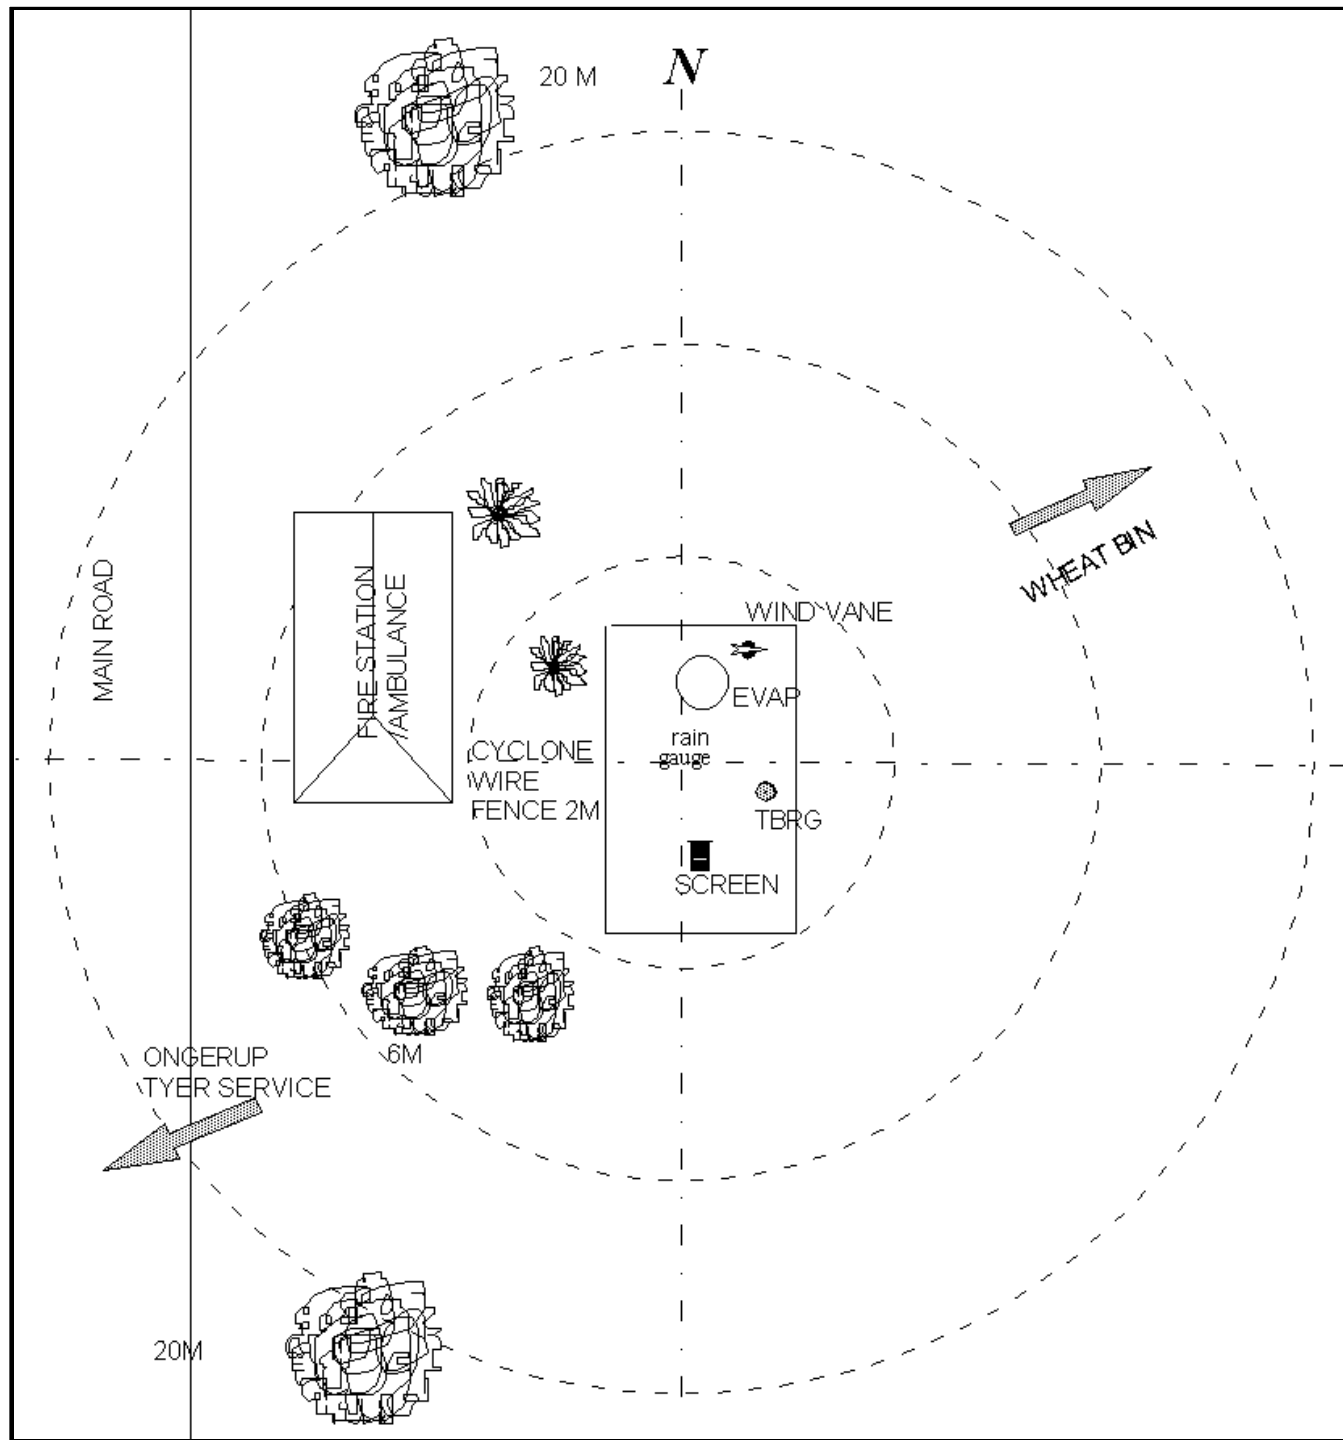 20 M
N
MAIN ROAD
FIRE STATION
/AMBULANCE
WHEAT BIN
WIND VANE
EVAP
rain
gauge
CYCLONE
WIRE
FENCE 2M
TBRG
SCREEN
6M
ONGERUP
TYER SERVICE
20M